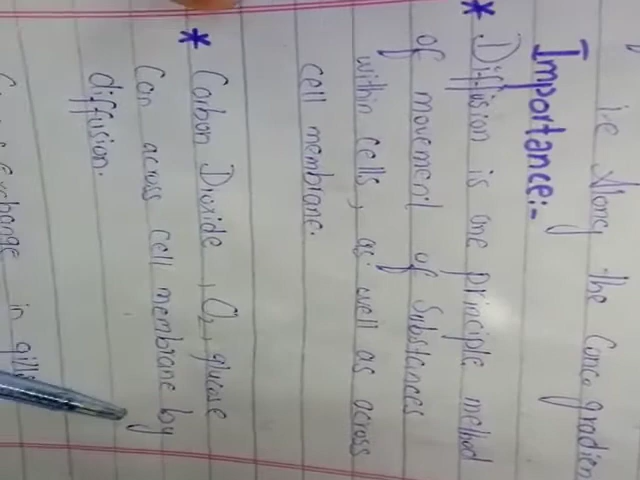 i.e Along the Conc. gradien
Importance:-
* Diffusion is one principle method
of movement of Substances
within cells, as well as across
cell membrane.
* Carbon Dioxide, O₂, glucose
Can across cell membrane by
diffusion.
Exchange in gills